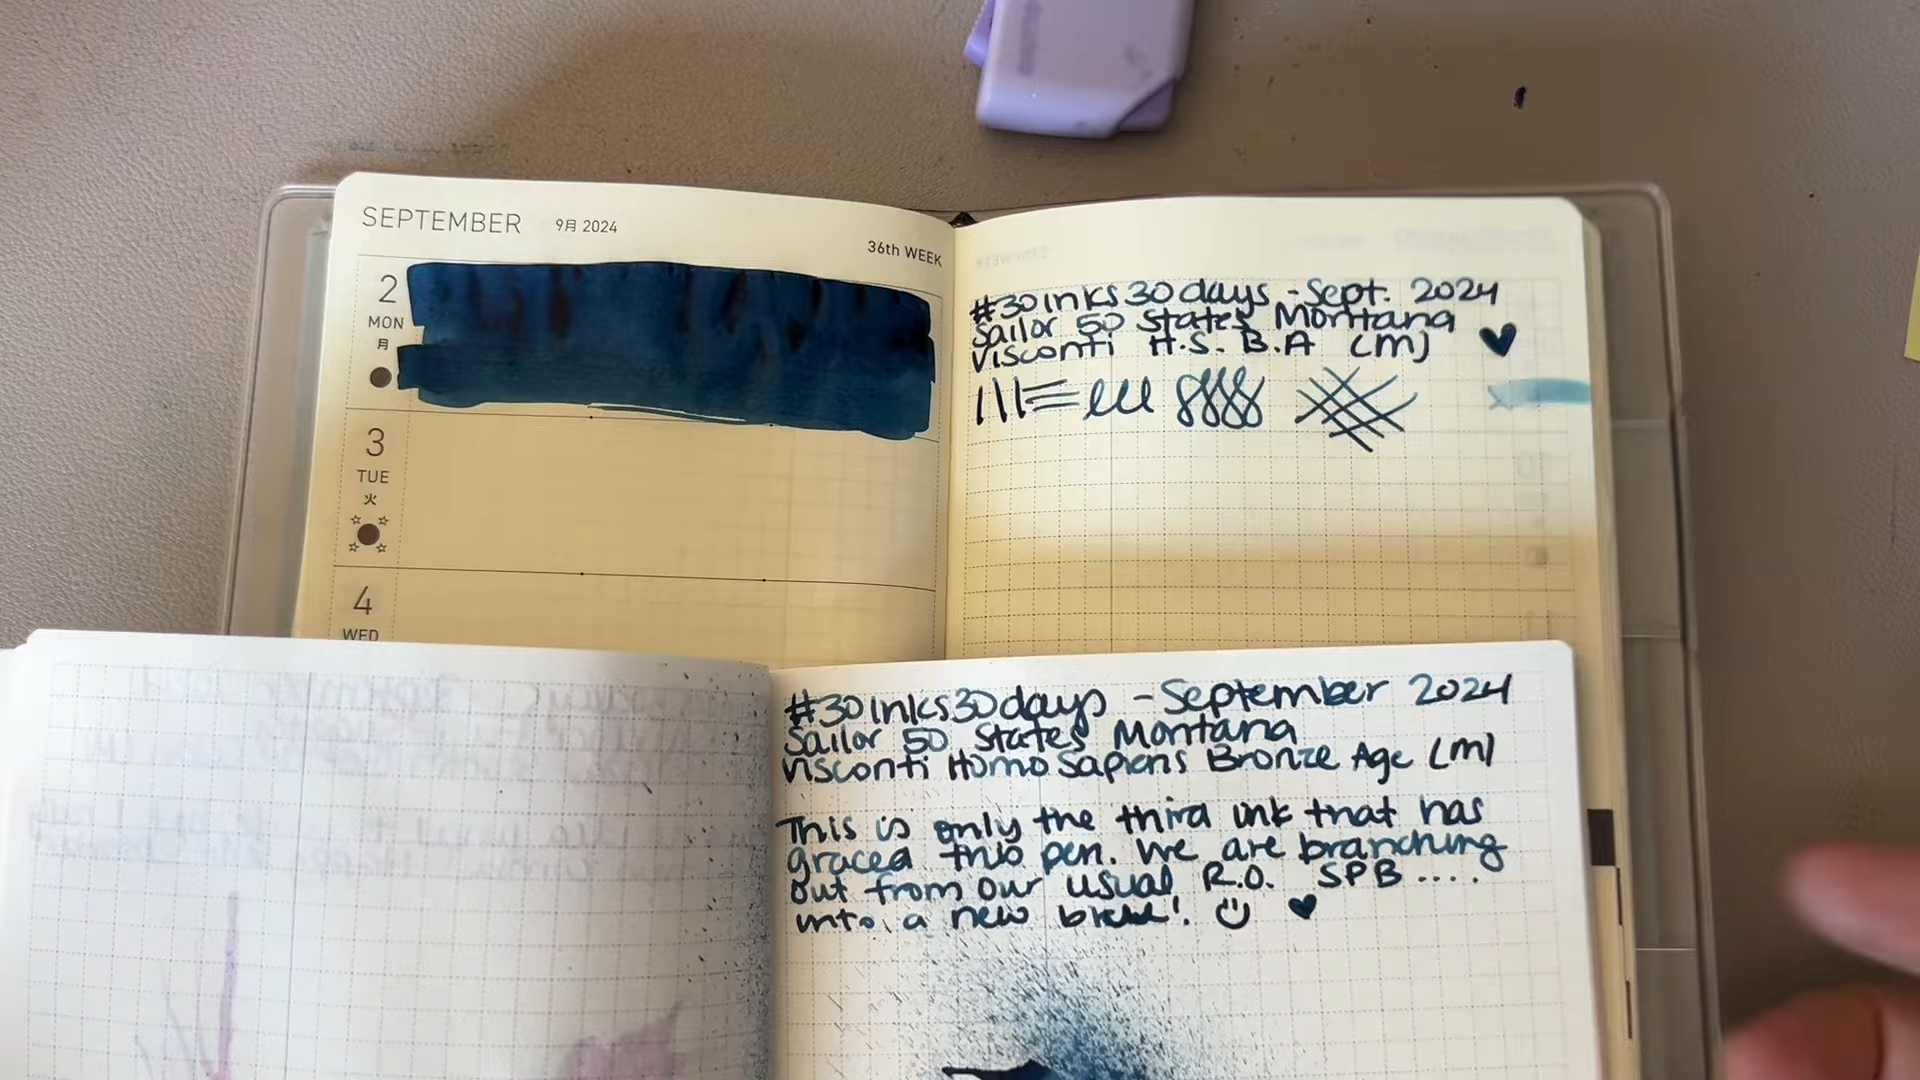 SEPTEMBER 9月 2024
36th WEEK
2
MON
月
3
TUE
火
4
WED
#30inks30days - Sept. 2024
Sailor 50 States Montana
Visconti H.S. B.A (M)
#30inks30days - September 2024
Sailor 50 States Montana
Visconti Homo Sapiens Bronze Age (M)
This is only the third ink that has
graced this pen. We are branching
out from our usual R.O. SPB ....
into a new blue!